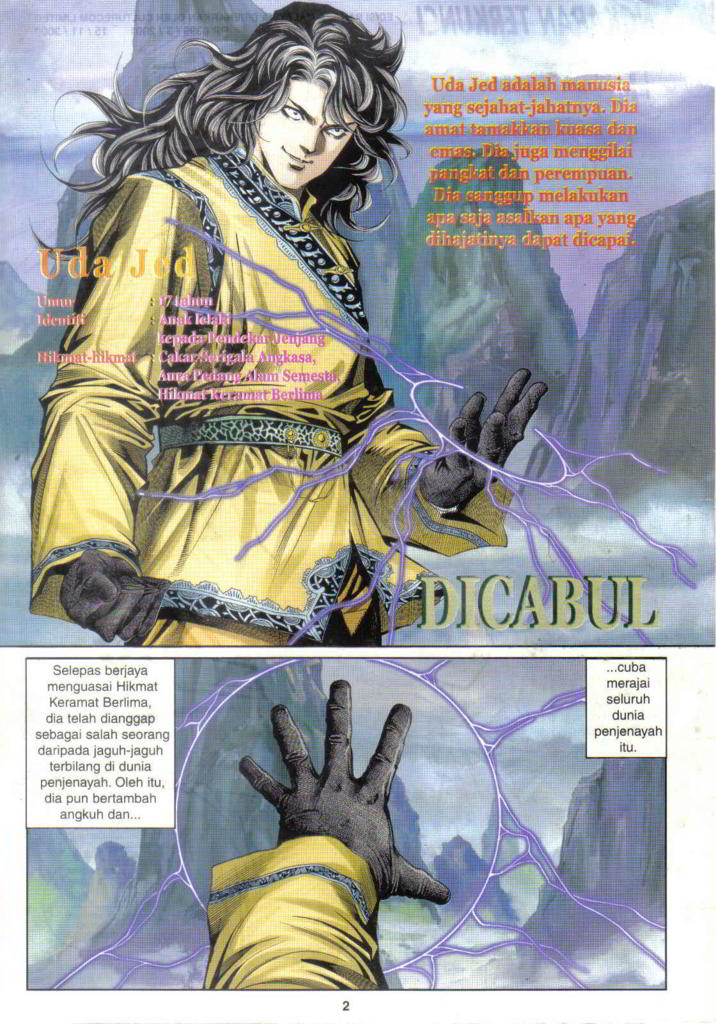 Uda Jed adalah manusia
yang sejahat-jahatnya. Dia
amat tamakkan kuasa dan
emas. Dia juga menggilai
pangkat dan perempuan.
Dia sanggup melakukan
apa saja asalkan apa yang
dihajatinya dapat dicapai.
Uda Jed
Umur : 17 tahun
Identiti : Anak lelaki
kepada Pendekar Jenjang
Hikmat-hikmat : Cakar Serigala Angkasa,
Aura Pedang Alam Semesta,
Hikmat Keramat Berlima
DICABUL
Selepas berjaya
menguasai Hikmat
Keramat Berlima,
dia telah dianggap
sebagai salah seorang
daripada jaguh-jaguh
terbilang di dunia
penjenayah. Oleh itu,
dia pun bertambah
angkuh dan...
...cuba
merajai
seluruh
dunia
penjenayah
itu.
2